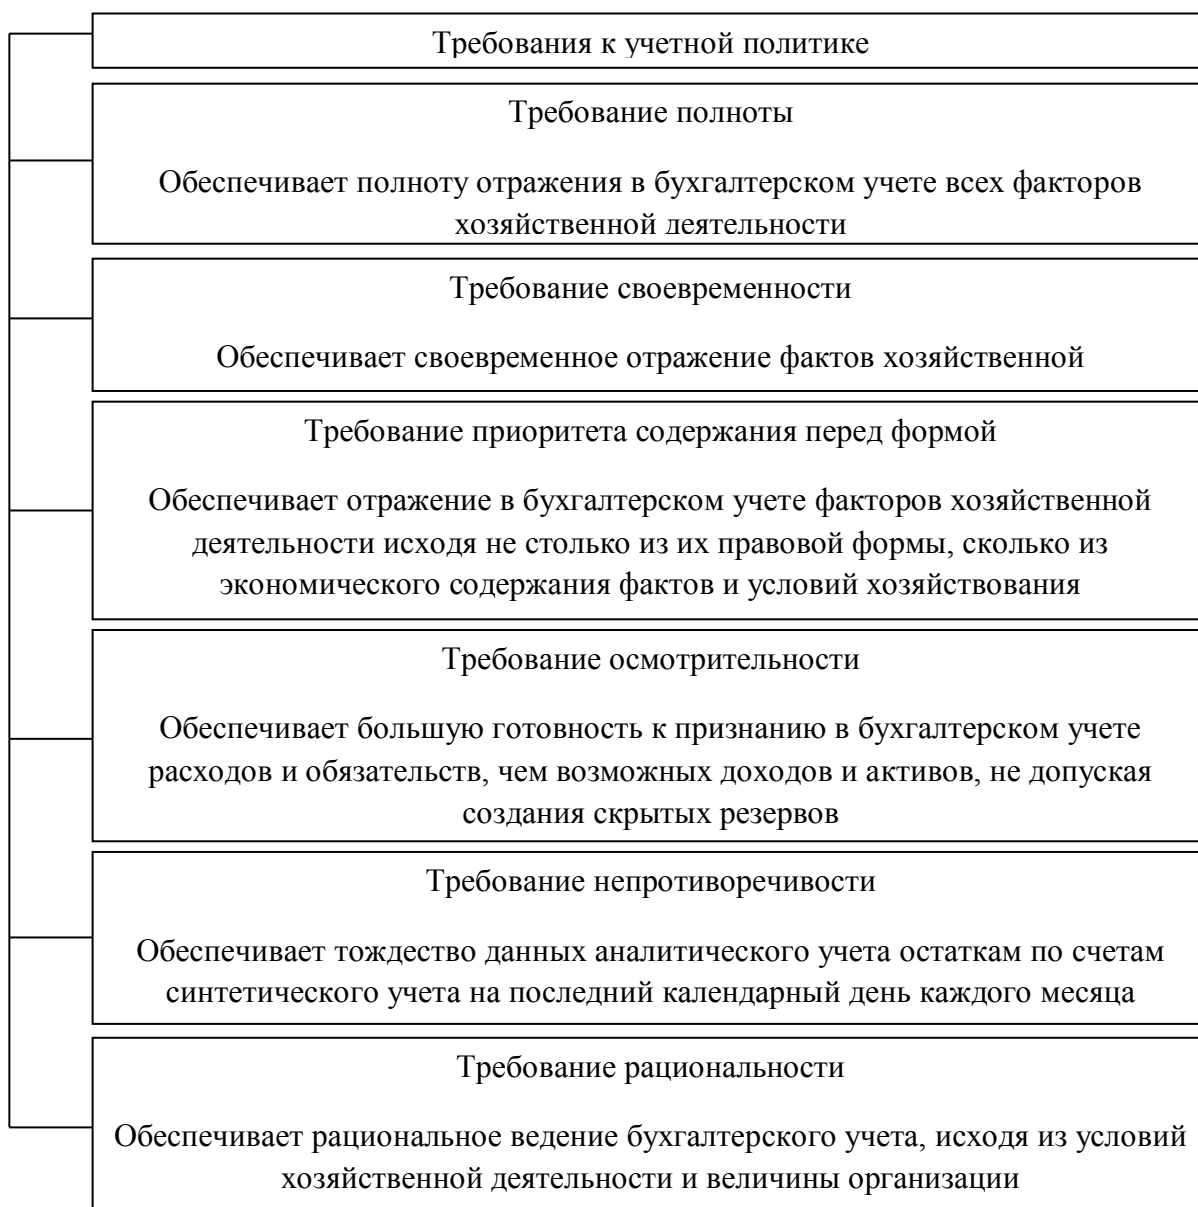 Требования к учетной политике
Требование полноты
Обеспечивает полноту отражения в бухгалтерском учете всех факторов
хозяйственной деятельности
Требование своевременности
Обеспечивает своевременное отражение фактов хозяйственной
Требование приоритета содержания перед формой
Обеспечивает отражение в бухгалтерском учете факторов хозяйственной
деятельности исходя не столько из их правовой формы, сколько из
экономического содержания фактов и условий хозяйствования
Требование осмотрительности
Обеспечивает большую готовность к признанию в бухгалтерском учете
расходов и обязательств, чем возможных доходов и активов, не допуская
создания скрытых резервов
Требование непротиворечивости
Обеспечивает тождество данных аналитического учета остаткам по счетам
синтетического учета на последний календарный день каждого месяца
Требование рациональности
Обеспечивает рациональное ведение бухгалтерского учета, исходя из условий
хозяйственной деятельности и величины организации